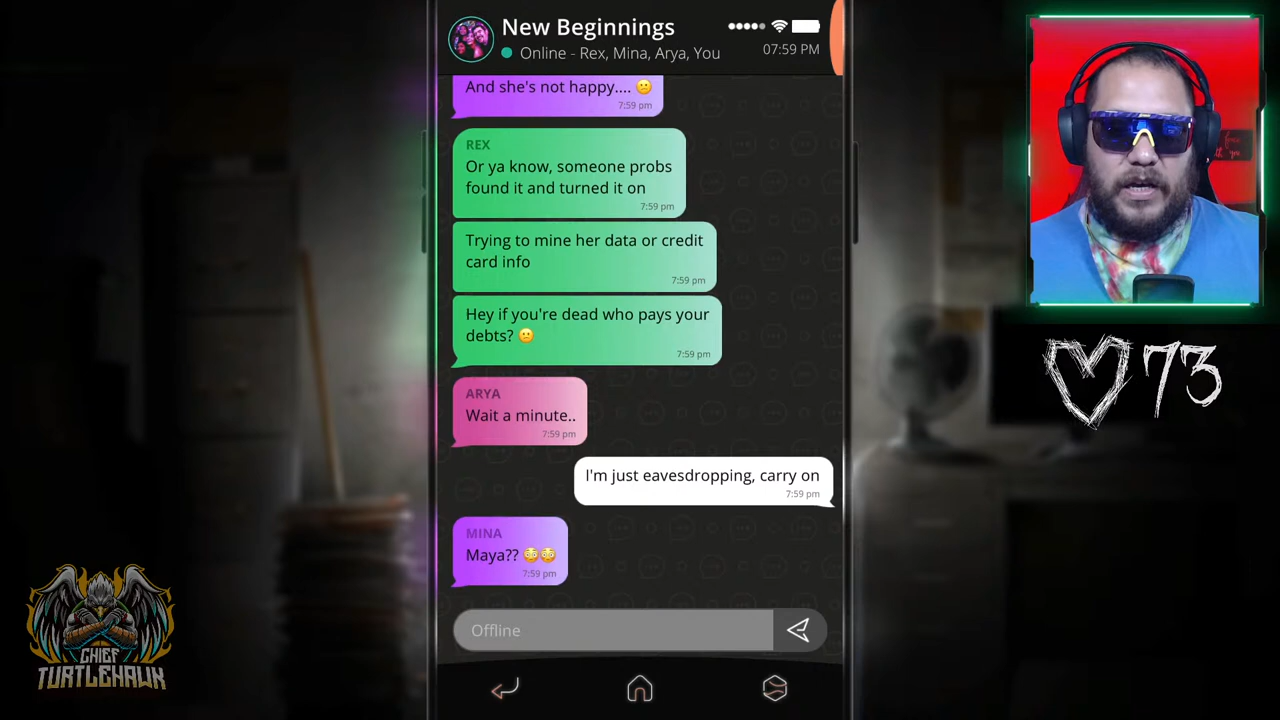 New Beginnings
Online - Rex, Mina, Arya, You
07:59 PM
And she's not happy.... 😕
7:59 pm
REX
Or ya know, someone probs
found it and turned it on
7:59 pm
Trying to mine her data or credit
card info
7:59 pm
Hey if you're dead who pays your
debts? 😕
7:59 pm
ARYA
Wait a minute..
7:59 pm
I'm just eavesdropping, carry on
7:59 pm
MINA
Maya?? 😳😳
7:59 pm
Offline
73
CHIEF
TURTLEHAWK